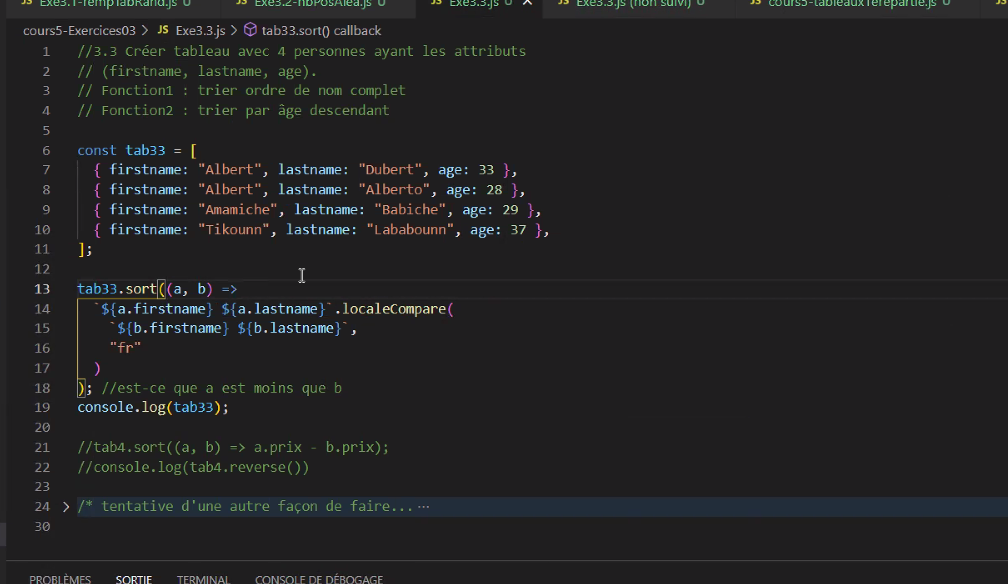 Exe3.1-TempTabRand.js U JS Exe3.2-nbPosAlea.js U JS Exe3.3.js U × JS Exe3.3.js (non suivi) U JS cours5-tableaux1erepartie.js U
cours5-Exercices03 > JS Exe3.3.js > tab33.sort() callback
1 //3.3 Créer tableau avec 4 personnes ayant les attributs
2 // (firstname, lastname, age).
3 // Fonction1 : trier ordre de nom complet
4 // Fonction2 : trier par âge descendant
5
6 const tab33 = [
7 { firstname: "Albert", lastname: "Dubert", age: 33 },
8 { firstname: "Albert", lastname: "Alberto", age: 28 },
9 { firstname: "Amamiche", lastname: "Babiche", age: 29 },
10 { firstname: "Tikounn", lastname: "Lababounn", age: 37 },
11 ];
12
13 tab33.sort((a, b) =>
14 `${a.firstname} ${a.lastname}`.localeCompare(
15 `${b.firstname} ${b.lastname}`,
16 "fr"
17 )
18 ); //est-ce que a est moins que b
19 console.log(tab33);
20
21 //tab4.sort((a, b) => a.prix - b.prix);
22 //console.log(tab4.reverse())
23
24 > /* tentative d'une autre façon de faire... ⋯
30
PROBLÈMES SORTIE TERMINAL CONSOLE DE DÉBOGAGE